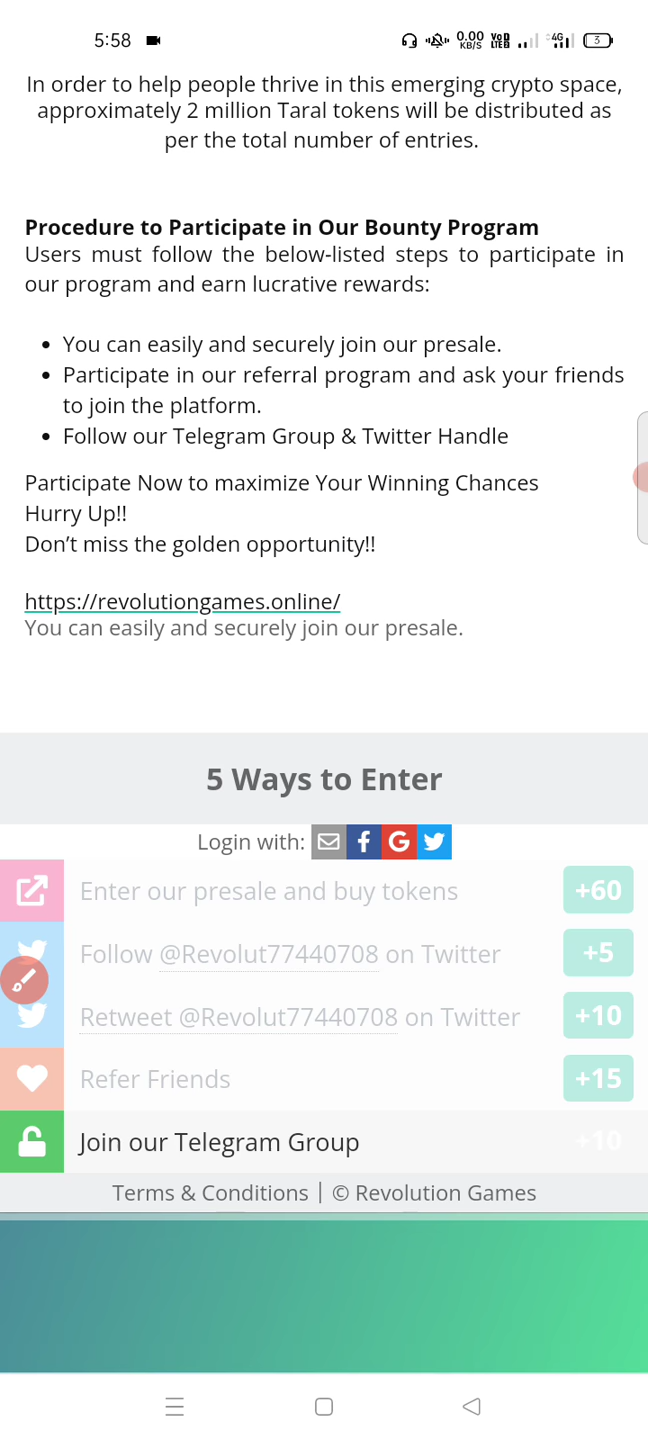 5:58 0.00 KB/S VoD LTE2 4G 3
In order to help people thrive in this emerging crypto space,
approximately 2 million Taral tokens will be distributed as
per the total number of entries.
Procedure to Participate in Our Bounty Program
Users must follow the below-listed steps to participate in
our program and earn lucrative rewards:
• You can easily and securely join our presale.
• Participate in our referral program and ask your friends
to join the platform.
• Follow our Telegram Group & Twitter Handle
Participate Now to maximize Your Winning Chances
Hurry Up!!
Don’t miss the golden opportunity!!
https://revolutiongames.online/
You can easily and securely join our presale.
5 Ways to Enter
Login with:
Enter our presale and buy tokens +60
Follow @Revolut77440708 on Twitter +5
Retweet @Revolut77440708 on Twitter +10
Refer Friends +15
Join our Telegram Group +10
Terms & Conditions | © Revolution Games